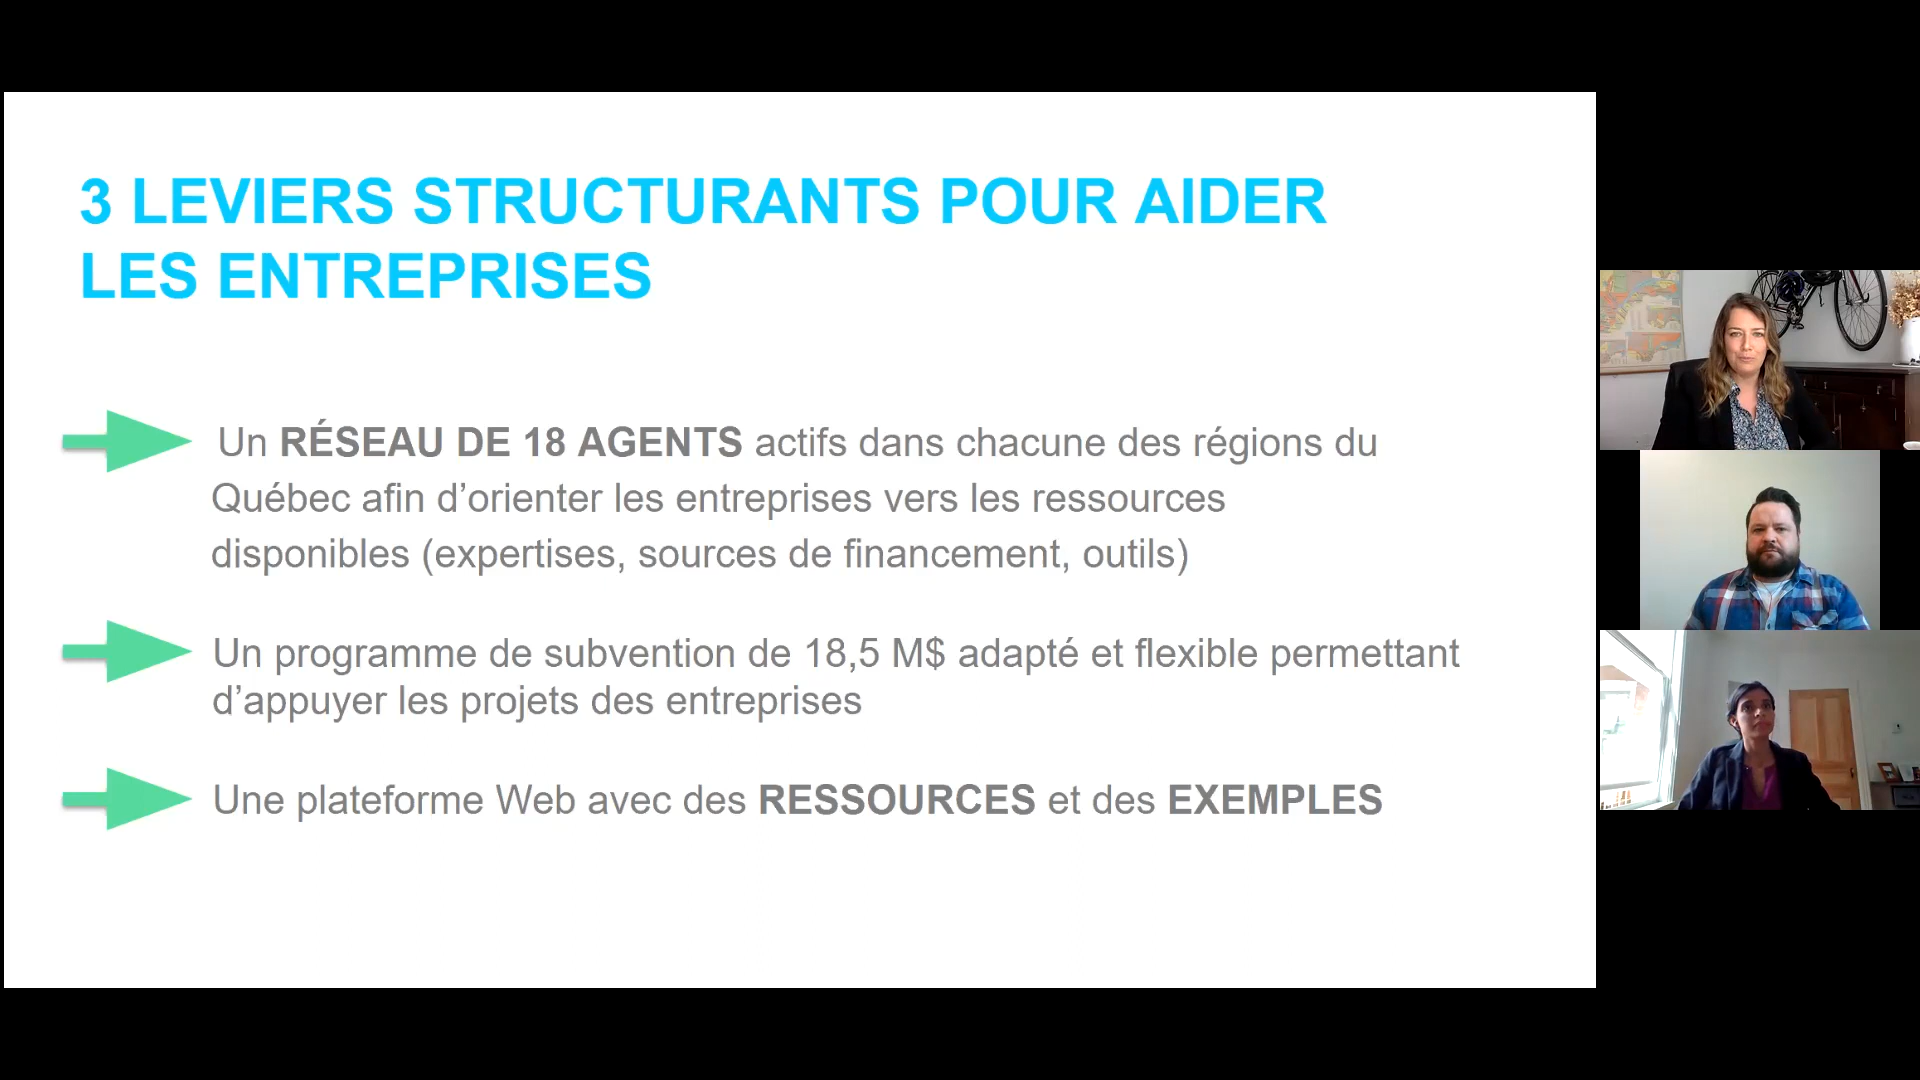 3 LEVIERS STRUCTURANTS POUR AIDER
LES ENTREPRISES
Un RÉSEAU DE 18 AGENTS actifs dans chacune des régions du
Québec afin d’orienter les entreprises vers les ressources
disponibles (expertises, sources de financement, outils)
Un programme de subvention de 18,5 M$ adapté et flexible permettant
d’appuyer les projets des entreprises
Une plateforme Web avec des RESSOURCES et des EXEMPLES